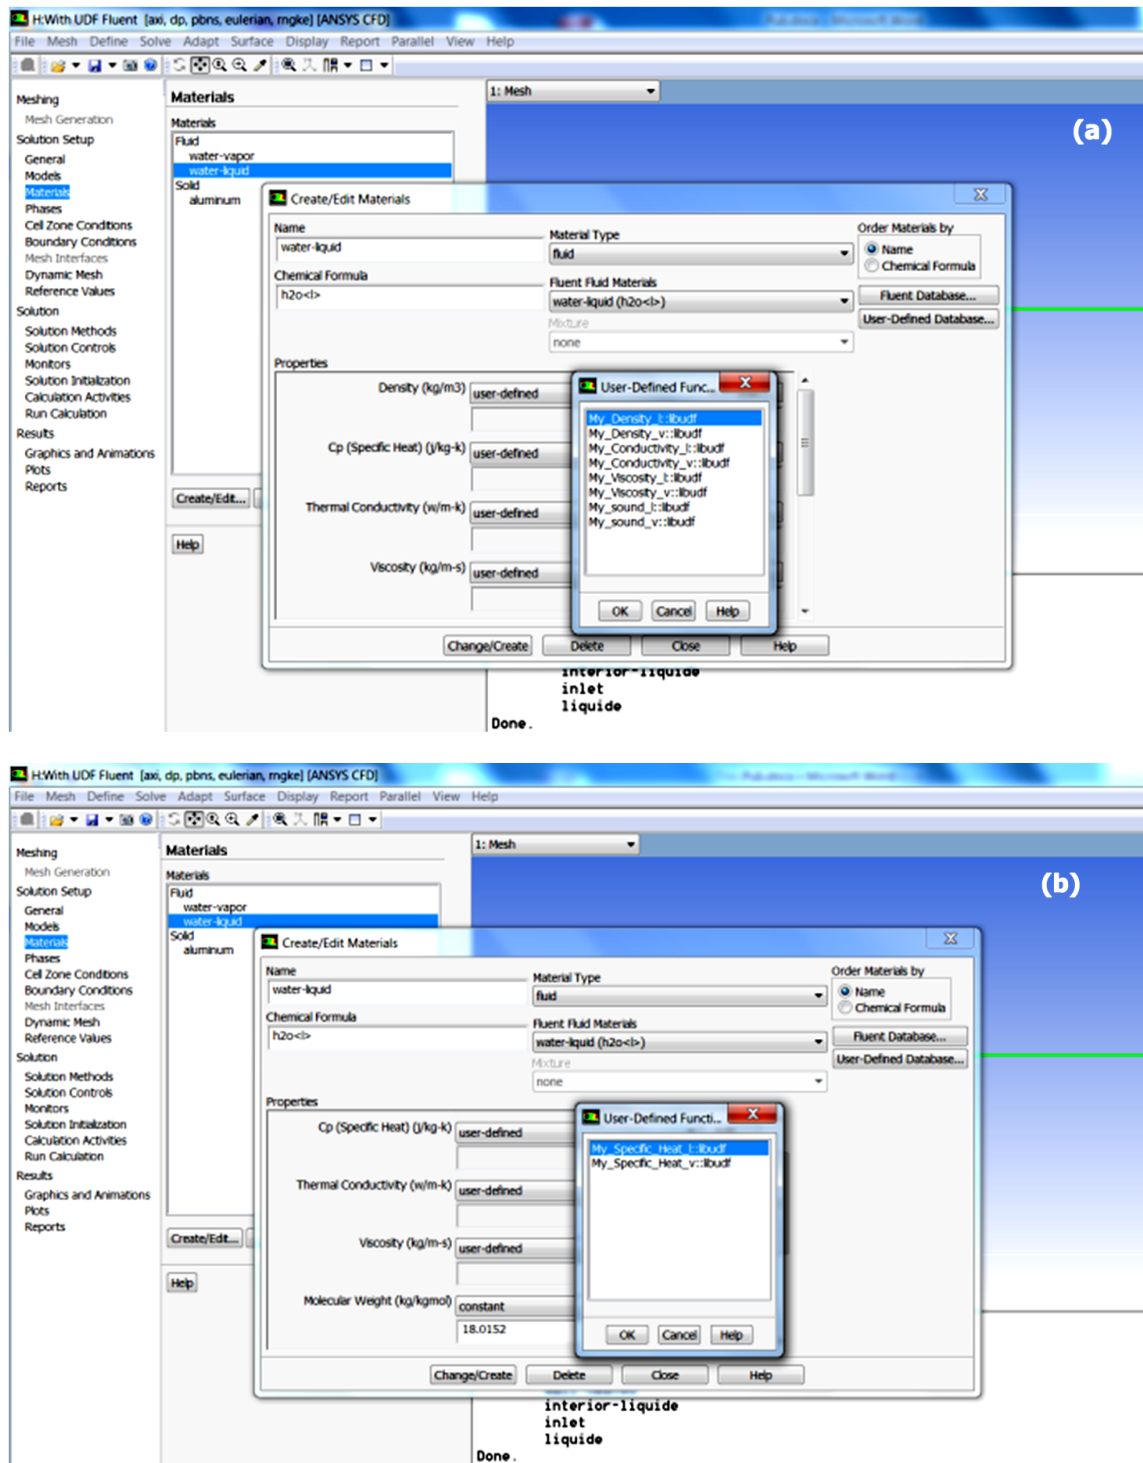 H:With UDF Fluent [axi, dp, pbns, eulerian, rngke] [ANSYS CFD]
File Mesh Define Solve Adapt Surface Display Report Parallel View Help
Meshing
Mesh Generation
Solution Setup
General
Models
Materials
Phases
Cell Zone Conditions
Boundary Conditions
Mesh Interfaces
Dynamic Mesh
Reference Values
Solution
Solution Methods
Solution Controls
Monitors
Solution Initialization
Calculation Activities
Run Calculation
Results
Graphics and Animations
Plots
Reports
Materials
Materials
Fluid
water-vapor
water-liquid
Solid
aluminum
Create/Edit...
Help
1: Mesh
(a)
Create/Edit Materials
Name
water-liquid
Chemical Formula
h2o<l>
Material Type
fluid
Fluent Fluid Materials
water-liquid (h2o<l>)
Mixture
none
Order Materials by
Name
Chemical Formula
Fluent Database...
User-Defined Database...
Properties
Density (kg/m3) user-defined
Cp (Specific Heat) (j/kg-k) user-defined
Thermal Conductivity (w/m-k) user-defined
Viscosity (kg/m-s) user-defined
User-Defined Func...
My_Density_l::libudf
My_Density_v::libudf
My_Conductivity_l::libudf
My_Conductivity_v::libudf
My_Viscosity_l::libudf
My_Viscosity_v::libudf
My_sound_l::libudf
My_sound_v::libudf
OK Cancel Help
Change/Create Delete Close Help
interior-liquide
inlet
liquide
Done.
H:With UDF Fluent [axi, dp, pbns, eulerian, rngke] [ANSYS CFD]
File Mesh Define Solve Adapt Surface Display Report Parallel View Help
Meshing
Mesh Generation
Solution Setup
General
Models
Materials
Phases
Cell Zone Conditions
Boundary Conditions
Mesh Interfaces
Dynamic Mesh
Reference Values
Solution
Solution Methods
Solution Controls
Monitors
Solution Initialization
Calculation Activities
Run Calculation
Results
Graphics and Animations
Plots
Reports
Materials
Materials
Fluid
water-vapor
water-liquid
Solid
aluminum
Create/Edit...
Help
1: Mesh
(b)
Create/Edit Materials
Name
water-liquid
Chemical Formula
h2o<l>
Material Type
fluid
Fluent Fluid Materials
water-liquid (h2o<l>)
Mixture
none
Order Materials by
Name
Chemical Formula
Fluent Database...
User-Defined Database...
Properties
Cp (Specific Heat) (j/kg-k) user-defined
Thermal Conductivity (w/m-k) user-defined
Viscosity (kg/m-s) user-defined
Molecular Weight (kg/kgmol) constant
18.0152
User-Defined Functi...
My_Specific_Heat_l::libudf
My_Specific_Heat_v::libudf
OK Cancel Help
Change/Create Delete Close Help
interior-liquide
inlet
liquide
Done.